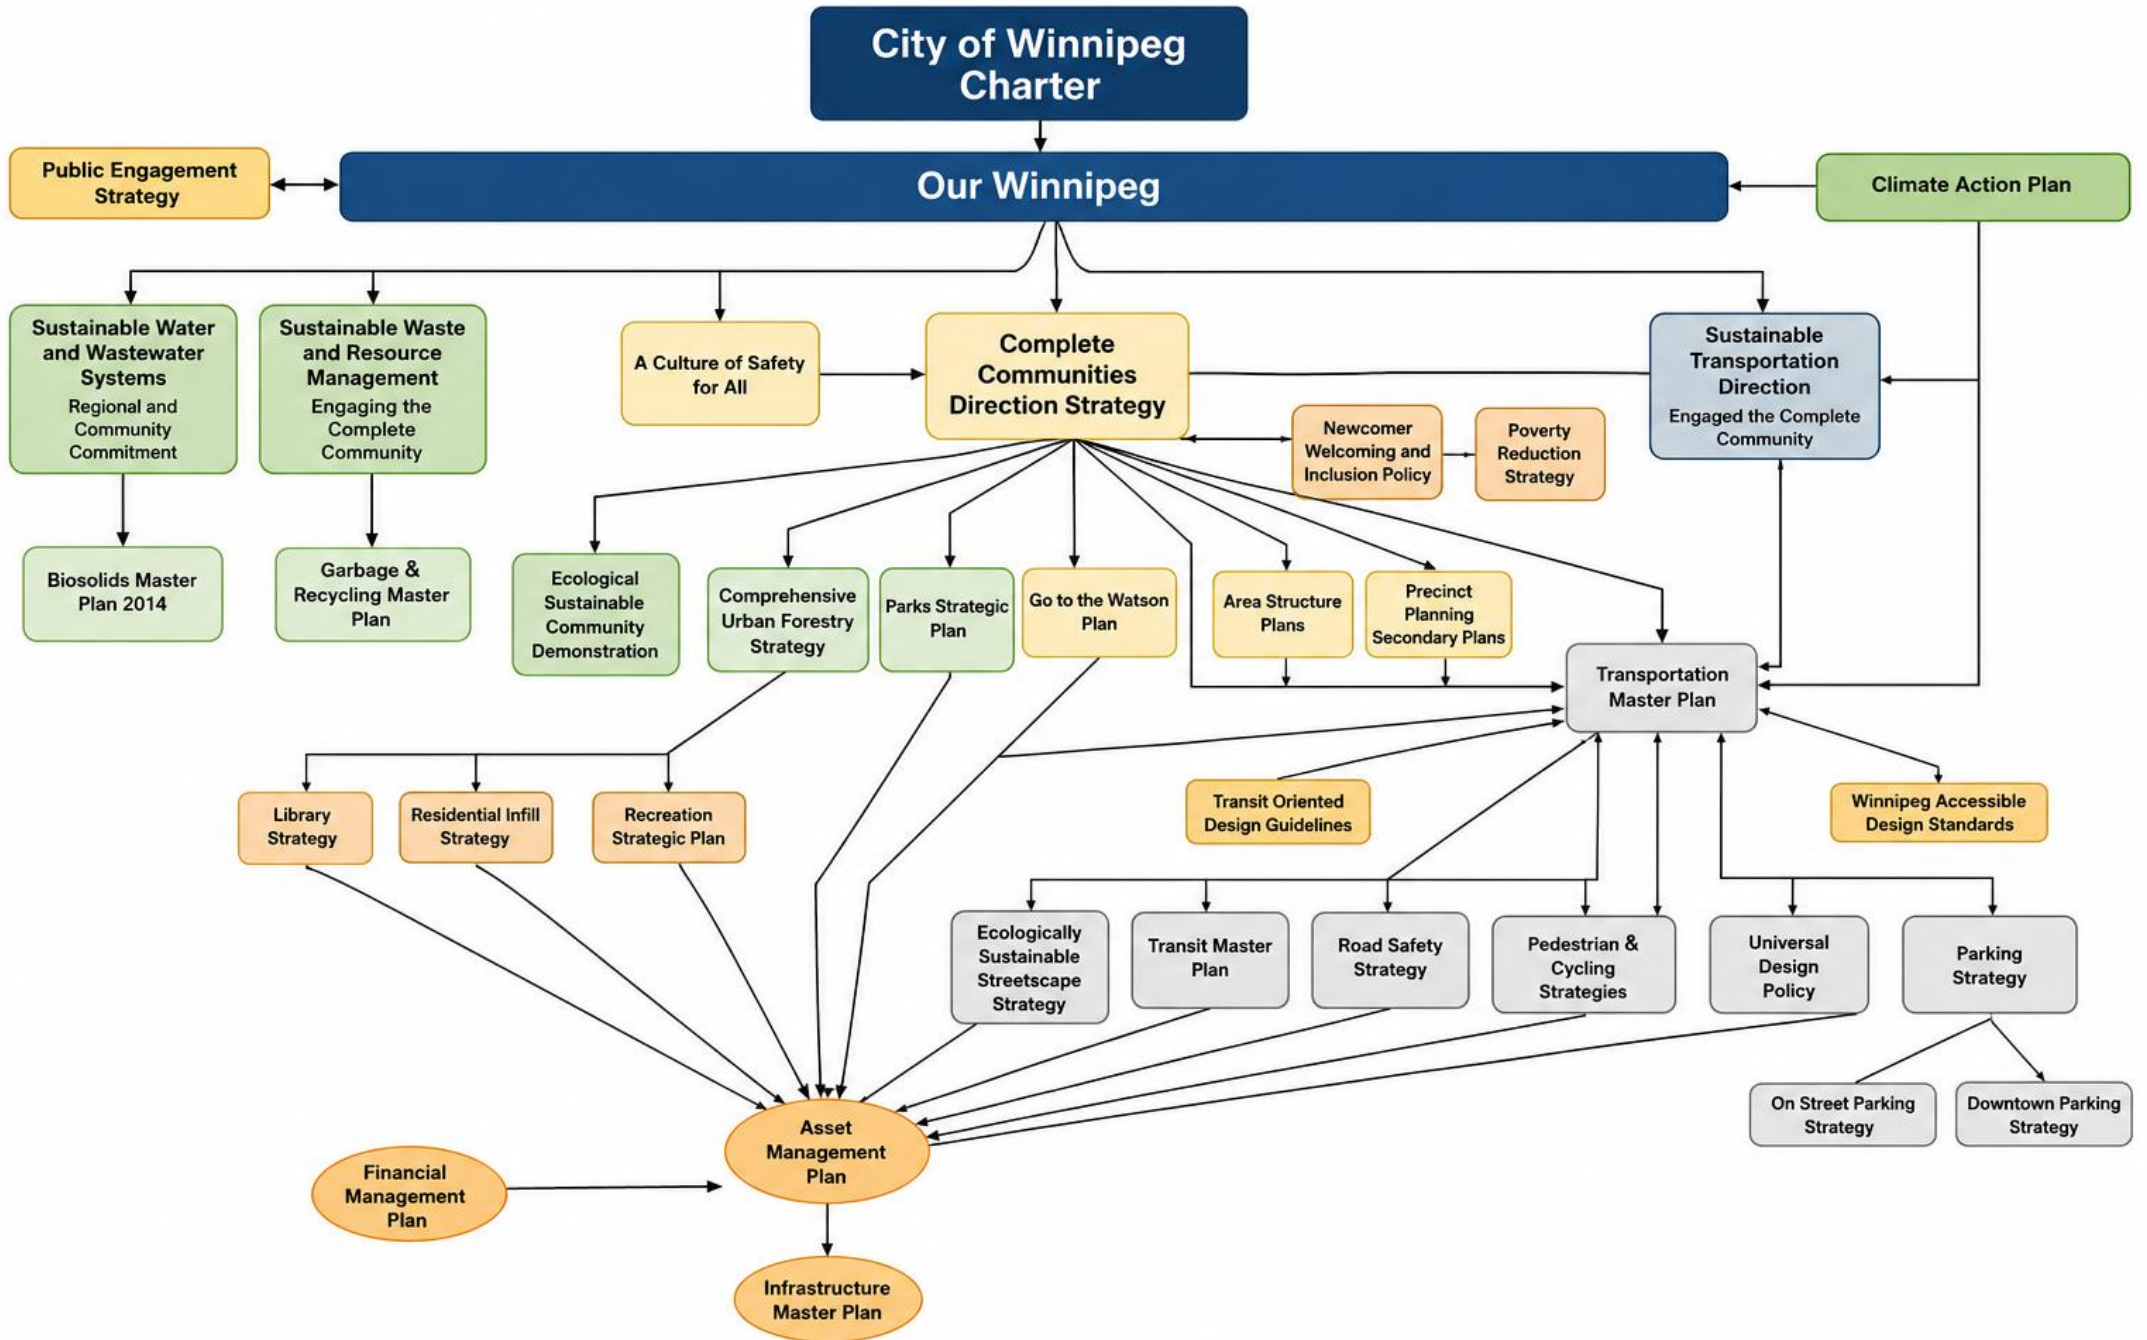 City of Winnipeg
Charter
Public Engagement
Strategy
Our Winnipeg
Climate Action Plan
Sustainable Water
and Wastewater
Systems
Regional and
Community
Commitment
Sustainable Waste
and Resource
Management
Engaging the
Complete
Community
A Culture of Safety
for All
Complete
Communities
Direction Strategy
Sustainable
Transportation
Direction
Engaged the Complete
Community
Newcomer
Welcoming and
Inclusion Policy
Poverty
Reduction
Strategy
Biosolids Master
Plan 2014
Garbage &
Recycling Master
Plan
Ecological
Sustainable
Community
Demonstration
Comprehensive
Urban Forestry
Strategy
Parks Strategic
Plan
Go to the Watson
Plan
Area Structure
Plans
Precinct
Planning
Secondary Plans
Transportation
Master Plan
Library
Strategy
Residential Infill
Strategy
Recreation
Strategic Plan
Transit Oriented
Design Guidelines
Winnipeg Accessible
Design Standards
Ecologically
Sustainable
Streetscape
Strategy
Transit Master
Plan
Road Safety
Strategy
Pedestrian &
Cycling
Strategies
Universal
Design
Policy
Parking
Strategy
On Street Parking
Strategy
Downtown Parking
Strategy
Asset
Management
Plan
Financial
Management
Plan
Infrastructure
Master Plan